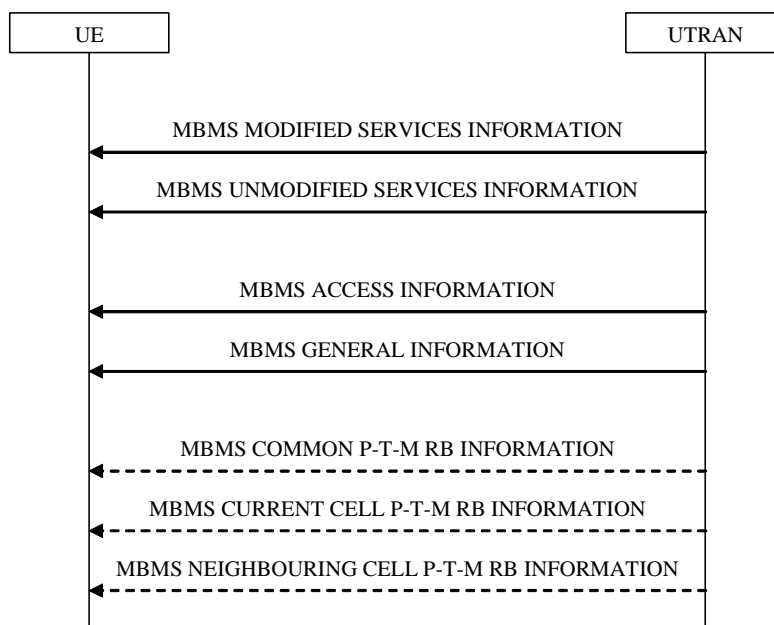 UE
UTRAN
MBMS MODIFIED SERVICES INFORMATION
MBMS UNMODIFIED SERVICES INFORMATION
MBMS ACCESS INFORMATION
MBMS GENERAL INFORMATION
MBMS COMMON P-T-M RB INFORMATION
MBMS CURRENT CELL P-T-M RB INFORMATION
MBMS NEIGHBOURING CELL P-T-M RB INFORMATION